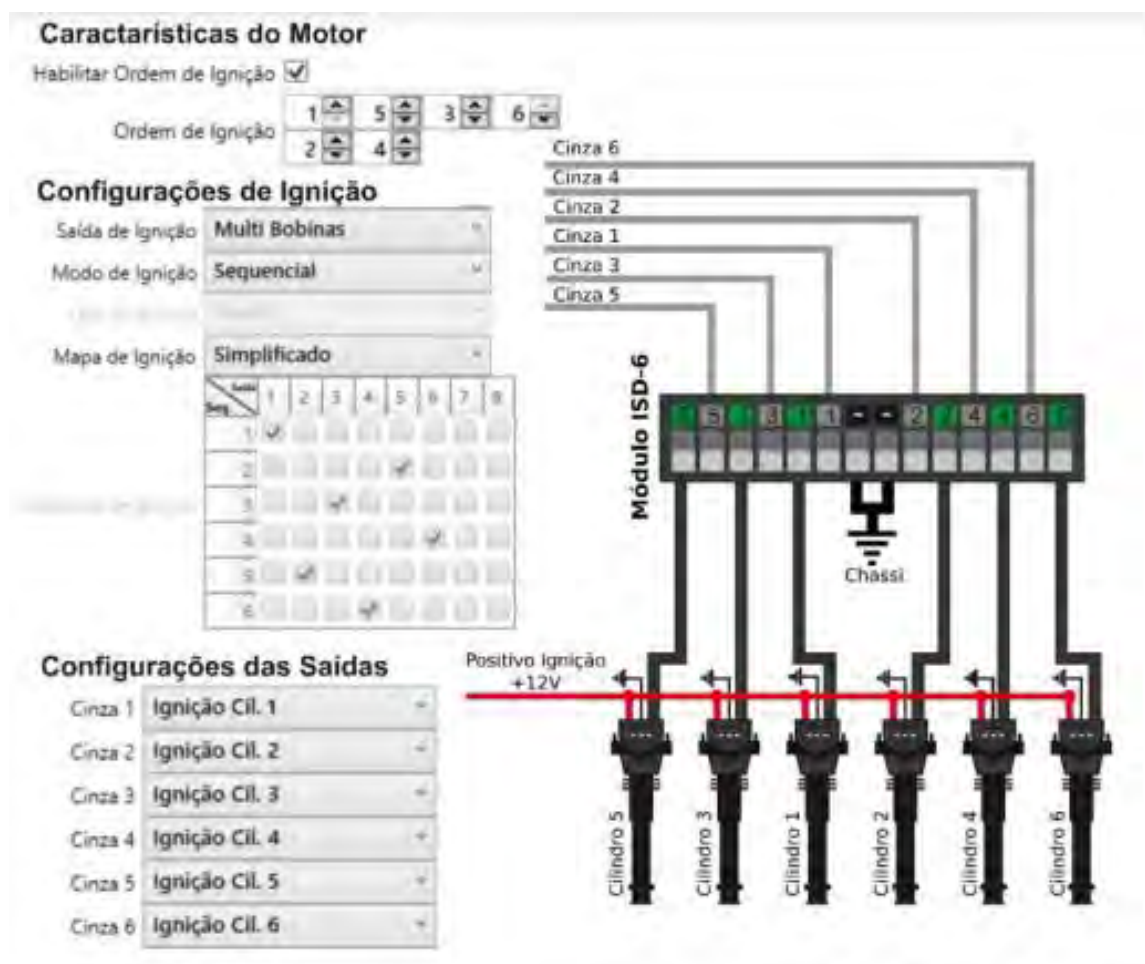 Caractarísticas do Motor
Habilitar Ordem de Ignição
Ordem de Ignição
1 5 3 6
2 4
Configurações de Ignição
Saída de Ignição Multi Bobinas
Modo de Ignição Sequencial
Mapa de Ignição Simplificado
Saída
Seq. 1 2 3 4 5 6 7 8
1
2
3
4
5
6
Configurações das Saidas
Cinza 1 Ignição Cil. 1
Cinza 2 Ignição Cil. 2
Cinza 3 Ignição Cil. 3
Cinza 4 Ignição Cil. 4
Cinza 5 Ignição Cil. 5
Cinza 6 Ignição Cil. 6
Cinza 6
Cinza 4
Cinza 2
Cinza 1
Cinza 3
Cinza 5
Módulo ISD-6
5 3 1 - - 2 4 6
Chassi
Positivo Ignição
+12V
Cilindro 5
Cilindro 3
Cilindro 1
Cilindro 2
Cilindro 4
Cilindro 6